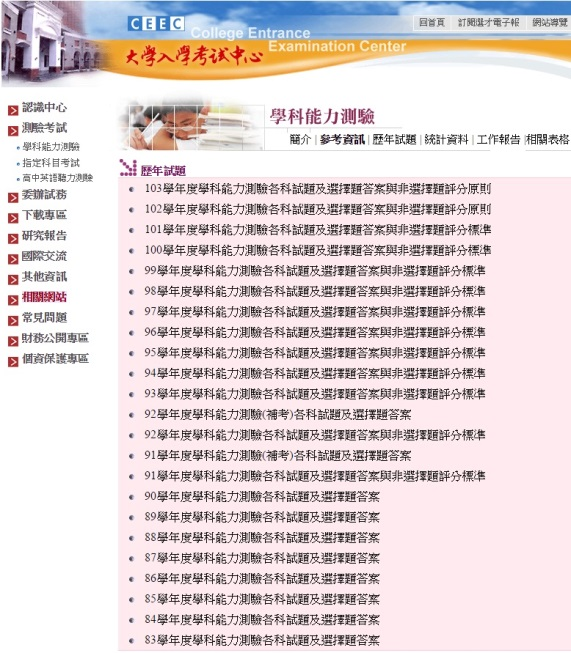 CEEC College Entrance Examination Center
大學入學考試中心
回首頁 訂閱選才電子報 網站導覽
認識中心
測驗考試
學科能力測驗
指定科目考試
高中英語聽力測驗
委辦試務
下載專區
研究報告
國際交流
其他資訊
相關網站
常見問題
財務公開專區
個資保護專區
學科能力測驗
簡介 | 參考資訊 | 歷年試題 | 統計資料 | 工作報告 | 相關表格
歷年試題
103學年度學科能力測驗各科試題及選擇題答案與非選擇題評分原則
102學年度學科能力測驗各科試題及選擇題答案與非選擇題評分原則
101學年度學科能力測驗各科試題及選擇題答案與非選擇題評分標準
100學年度學科能力測驗各科試題及選擇題答案與非選擇題評分標準
99學年度學科能力測驗各科試題及選擇題答案與非選擇題評分標準
98學年度學科能力測驗各科試題及選擇題答案與非選擇題評分標準
97學年度學科能力測驗各科試題及選擇題答案與非選擇題評分標準
96學年度學科能力測驗各科試題及選擇題答案與非選擇題評分標準
95學年度學科能力測驗各科試題及選擇題答案與非選擇題評分標準
94學年度學科能力測驗各科試題及選擇題答案與非選擇題評分標準
93學年度學科能力測驗各科試題及選擇題答案與非選擇題評分標準
92學年度學科能力測驗(補考)各科試題及選擇題答案
92學年度學科能力測驗各科試題及選擇題答案與非選擇題評分標準
91學年度學科能力測驗(補考)各科試題及選擇題答案
91學年度學科能力測驗各科試題及選擇題答案與非選擇題評分標準
90學年度學科能力測驗各科試題及選擇題答案
89學年度學科能力測驗各科試題及選擇題答案
88學年度學科能力測驗各科試題及選擇題答案
87學年度學科能力測驗各科試題及選擇題答案
86學年度學科能力測驗各科試題及選擇題答案
85學年度學科能力測驗各科試題及選擇題答案
84學年度學科能力測驗各科試題及選擇題答案
83學年度學科能力測驗各科試題及選擇題答案